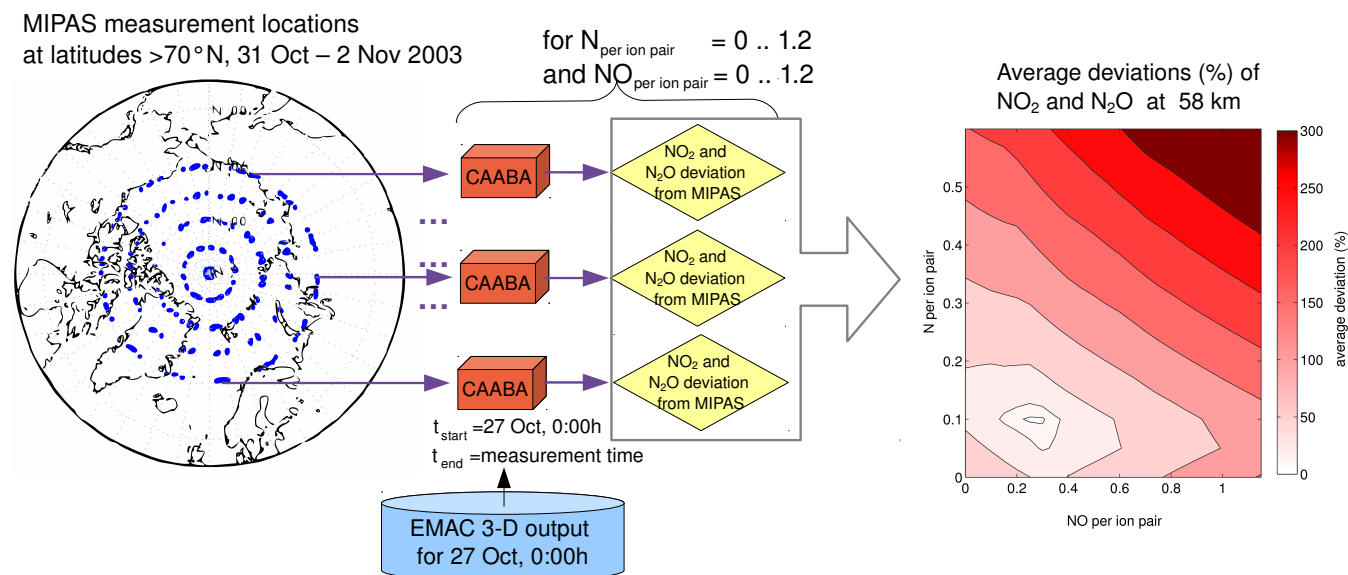 MIPAS measurement locations
at latitudes >70°N, 31 Oct – 2 Nov 2003
for N per ion pair = 0 .. 1.2
and NO per ion pair = 0 .. 1.2
N
00
N
00
N
CAABA
NO₂ and
N₂O deviation
from MIPAS
...
...
CAABA
NO₂ and
N₂O deviation
from MIPAS
...
CAABA
NO₂ and
N₂O deviation
from MIPAS
t start =27 Oct, 0:00h
t end =measurement time
EMAC 3-D output
for 27 Oct, 0:00h
Average deviations (%) of
NO₂ and N₂O at 58 km
N per ion pair
0.5
0.4
0.3
0.2
0.1
0
0
0.2
0.4
0.6
0.8
1
NO per ion pair
300
250
200
150
100
50
0
average deviation (%)